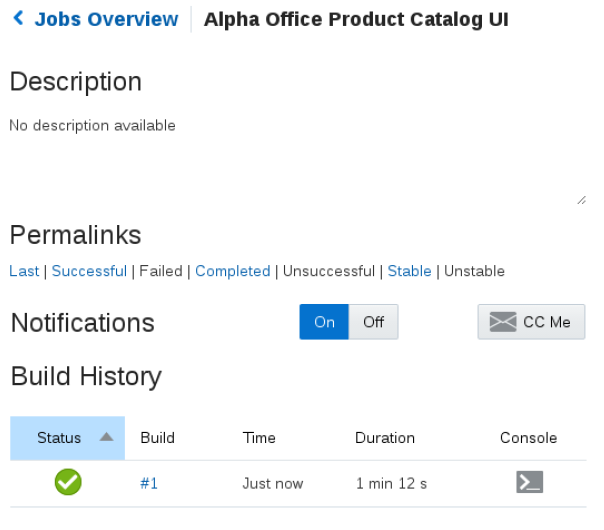 Jobs Overview Alpha Office Product Catalog UI
Description
No description available
Permalinks
Last | Successful | Failed | Completed | Unsuccessful | Stable | Unstable
Notifications On Off CC Me
Build History
Status Build Time Duration Console
#1 Just now 1 min 12 s